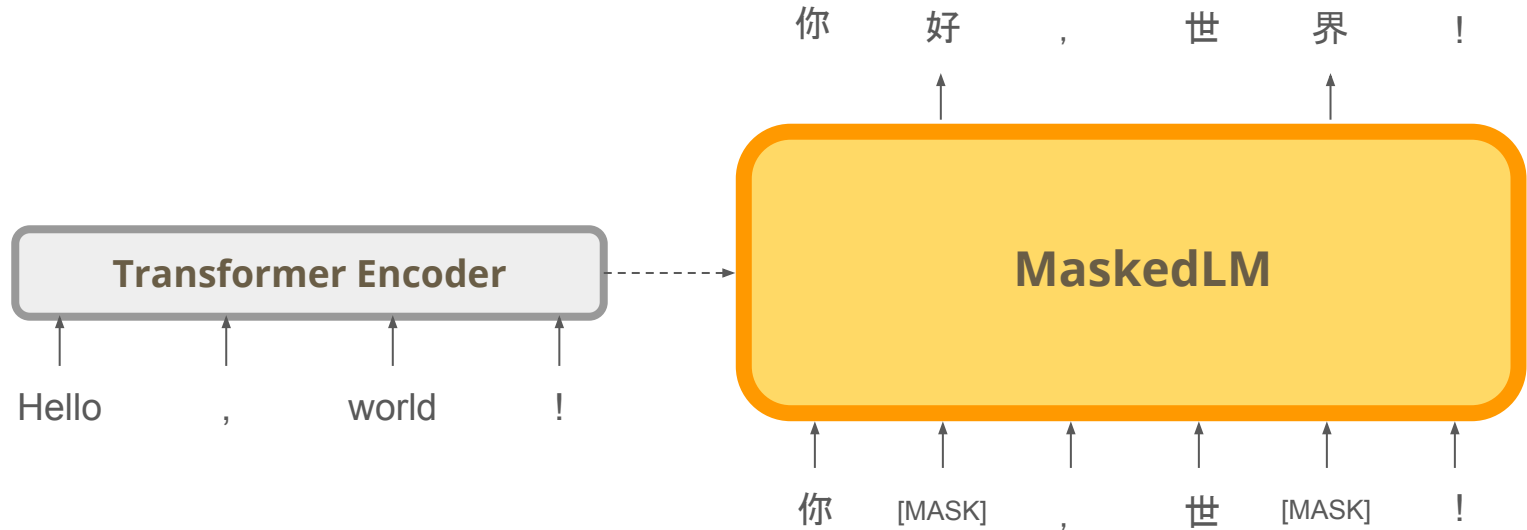 你 好 , 世 界 !
Transformer Encoder
MaskedLM
Hello , world !
你 [MASK] , 世 [MASK] !